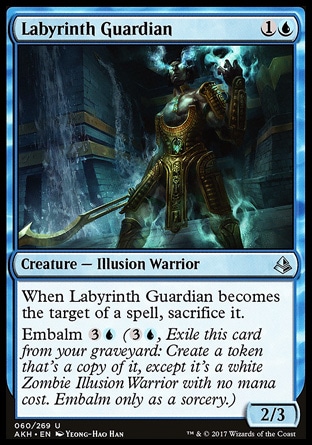 Labyrinth Guardian 1
Creature — Illusion Warrior
When Labyrinth Guardian becomes
the target of a spell, sacrifice it.
Embalm 3 (3, Exile this card
from your graveyard: Create a token
that's a copy of it, except it's a white
Zombie Illusion Warrior with no mana
cost. Embalm only as a sorcery.)
2/3
060/269 U
AKH • EN Yeong-Hao Han
™ & © 2017 Wizards of the Coast